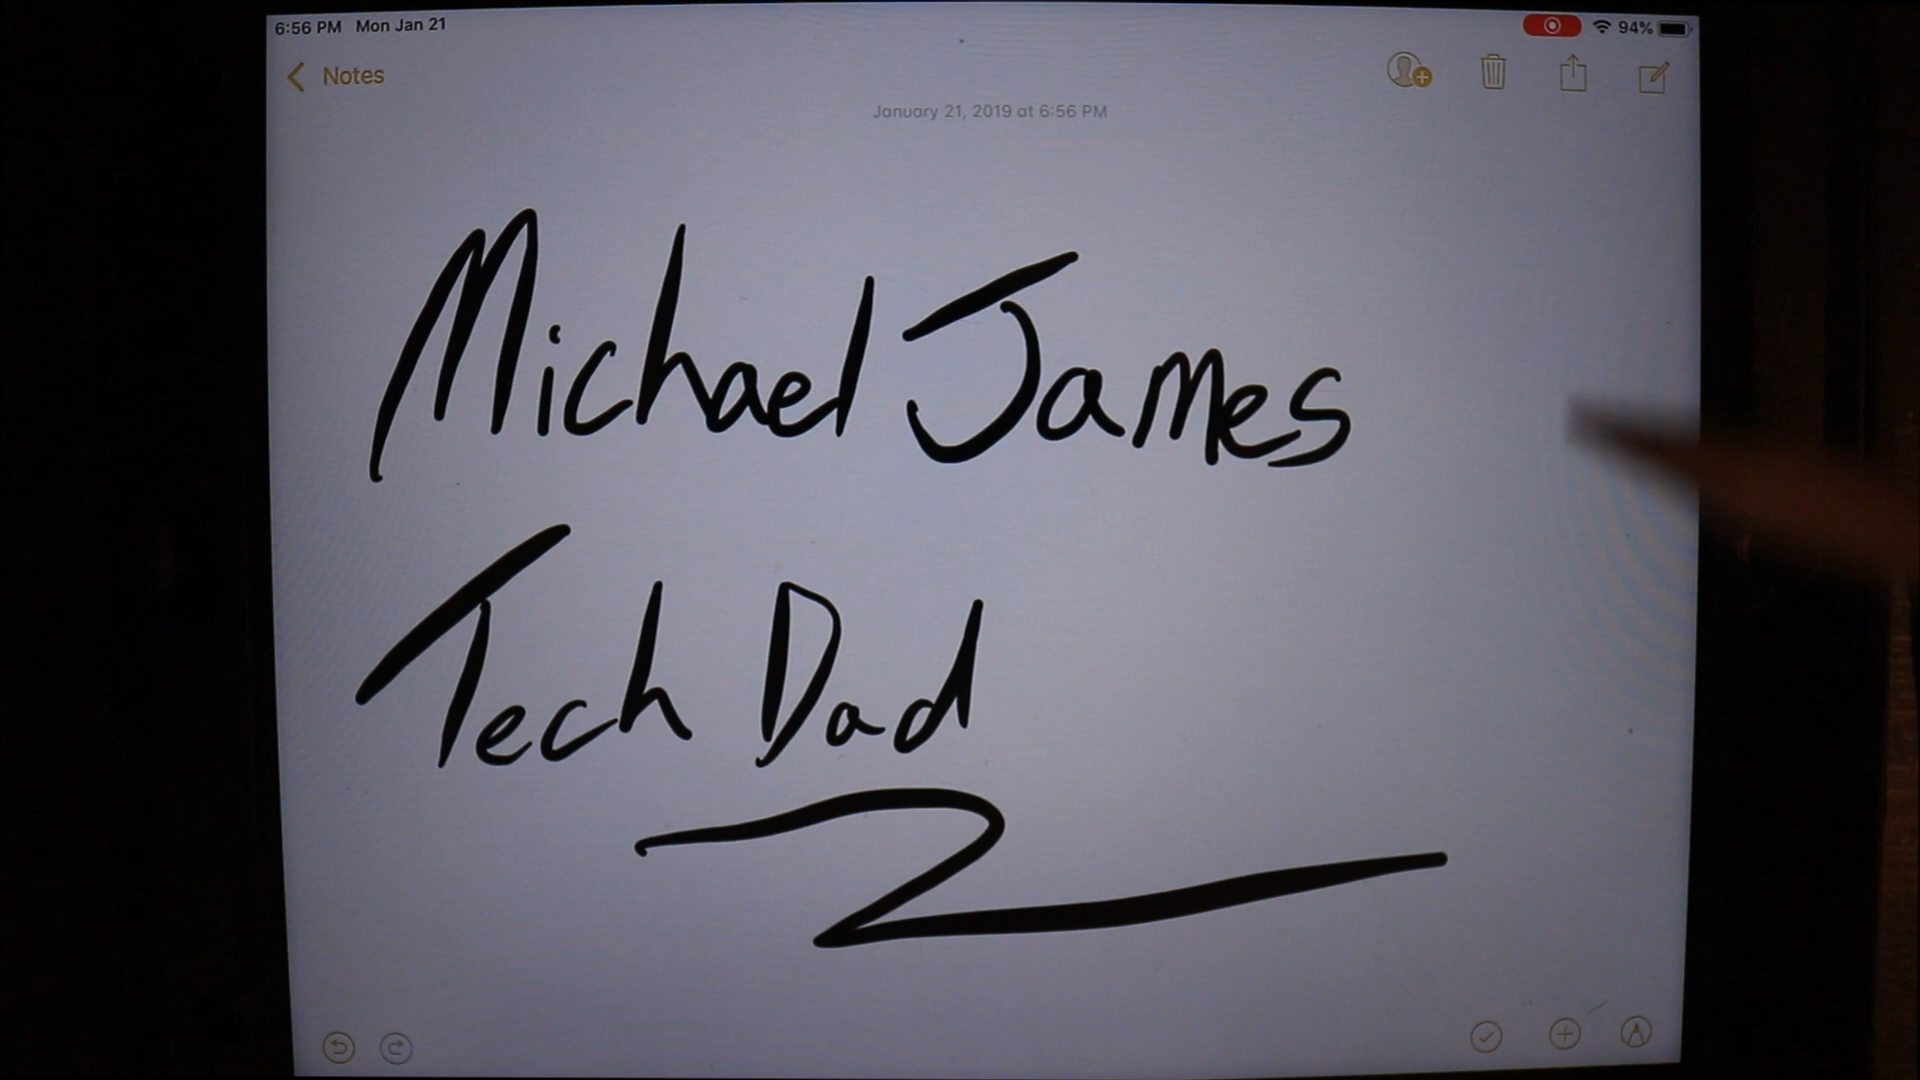 6:56 PM Mon Jan 21 94%
Notes
January 21, 2019 at 6:56 PM
Michael James
Tech Dad